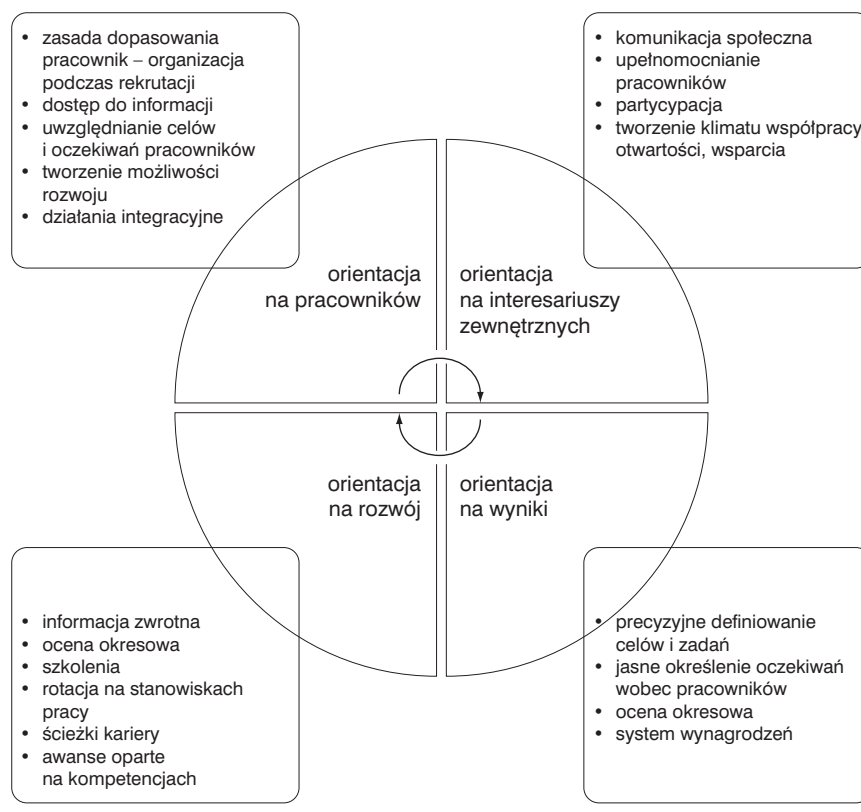 • zasada dopasowania
pracownik – organizacja
podczas rekrutacji
• dostęp do informacji
• uwzględnianie celów
i oczekiwań pracowników
• tworzenie możliwości
rozwoju
• działania integracyjne
• komunikacja społeczna
• upełnomocnianie
pracowników
• partycypacja
• tworzenie klimatu współpracy
otwartości, wsparcia
orientacja
na pracowników
orientacja
na interesariuszy
zewnętrznych
orientacja
na rozwój
orientacja
na wyniki
• informacja zwrotna
• ocena okresowa
• szkolenia
• rotacja na stanowiskach
pracy
• ścieżki kariery
• awanse oparte
na kompetencjach
• precyzyjne definiowanie
celów i zadań
• jasne określenie oczekiwań
wobec pracowników
• ocena okresowa
• system wynagrodzeń